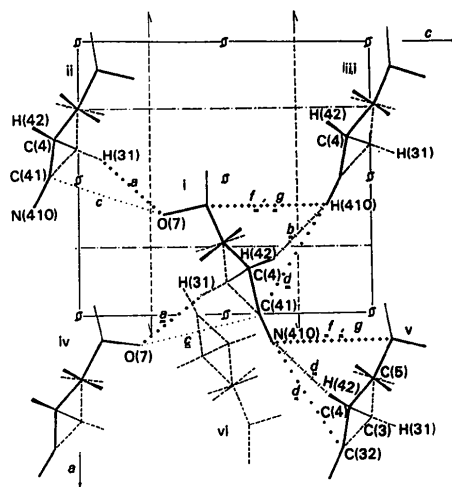 c
ii
iii
H(42)
H(42)
C(4)
C(4)
H(31)
H(31)
C(41)
a
i
f, g
N(410)
c
O(7)
H(410)
b
H(42)
H(31)
C(4)
d
a
C(41)
iv
O(7)
c
N(410)
f, g
v
d
C(5)
H(42)
d
C(4)
C(3)
H(31)
vi
C(32)
a